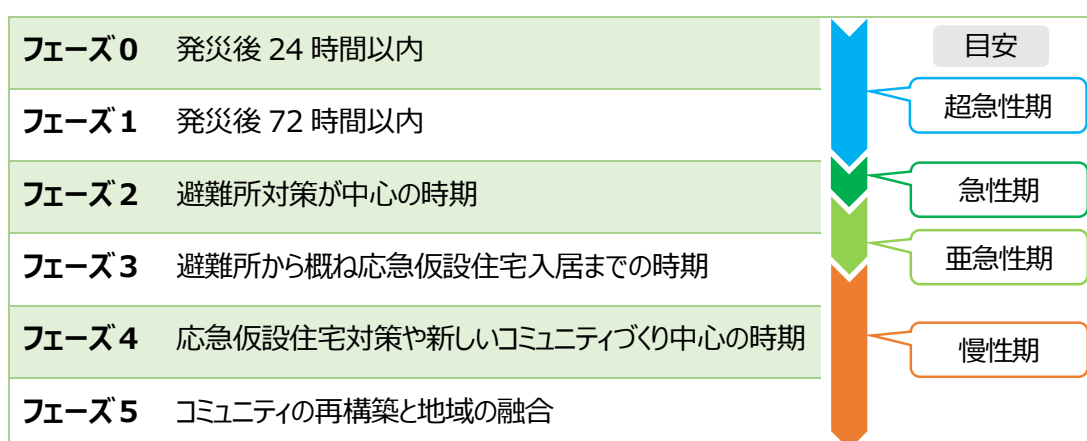 フェーズ0 発災後 24 時間以内
目安
超急性期
フェーズ1 発災後 72 時間以内
フェーズ2 避難所対策が中心の時期
急性期
フェーズ3 避難所から概ね応急仮設住宅入居までの時期
亜急性期
フェーズ4 応急仮設住宅対策や新しいコミュニティづくり中心の時期
慢性期
フェーズ5 コミュニティの再構築と地域の融合